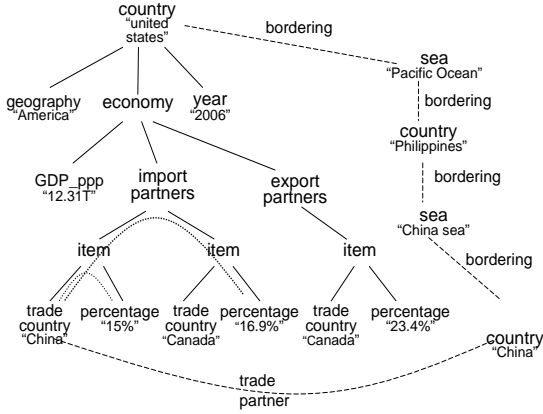 country
“united
states”
bordering
sea
“Pacific Ocean”
geography
“America”
economy
year
“2006”
bordering
country
“Philippines”
GDP_ppp
“12.31T”
import
partners
export
partners
bordering
sea
“China sea”
item
item
item
bordering
trade
country
“China”
percentage
“15%”
trade
country
“Canada”
percentage
“16.9%”
trade
country
“Canada”
percentage
“23.4%”
country
“China”
trade
partner